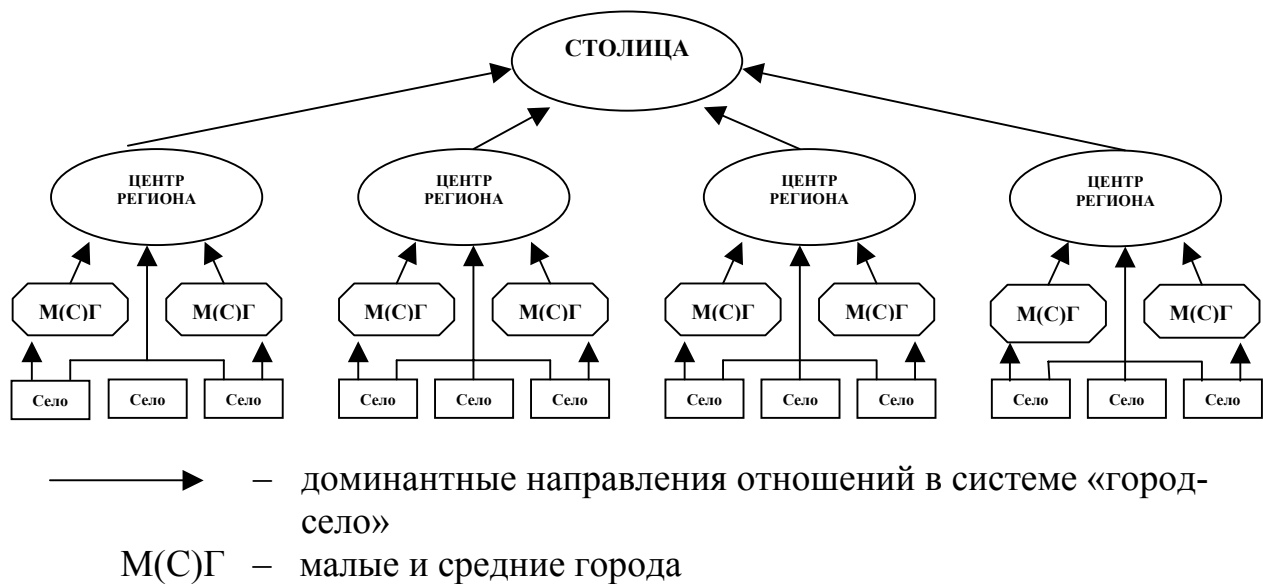 СТОЛИЦА
ЦЕНТР РЕГИОНА
ЦЕНТР РЕГИОНА
ЦЕНТР РЕГИОНА
ЦЕНТР РЕГИОНА
М(С)Г М(С)Г М(С)Г М(С)Г М(С)Г М(С)Г М(С)Г М(С)Г
Село Село Село Село Село Село Село Село Село Село Село Село
– доминантные направления отношений в системе «город-
село»
М(С)Г – малые и средние города